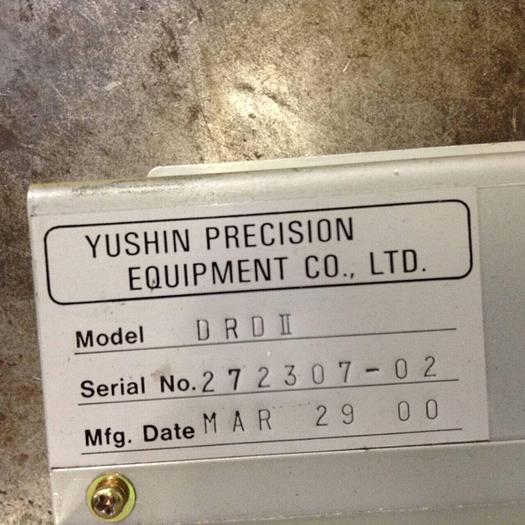 YUSHIN PRECISION
EQUIPMENT CO., LTD.
Model DRDⅡ
Serial No. 272307-02
Mfg. Date MAR 29 00